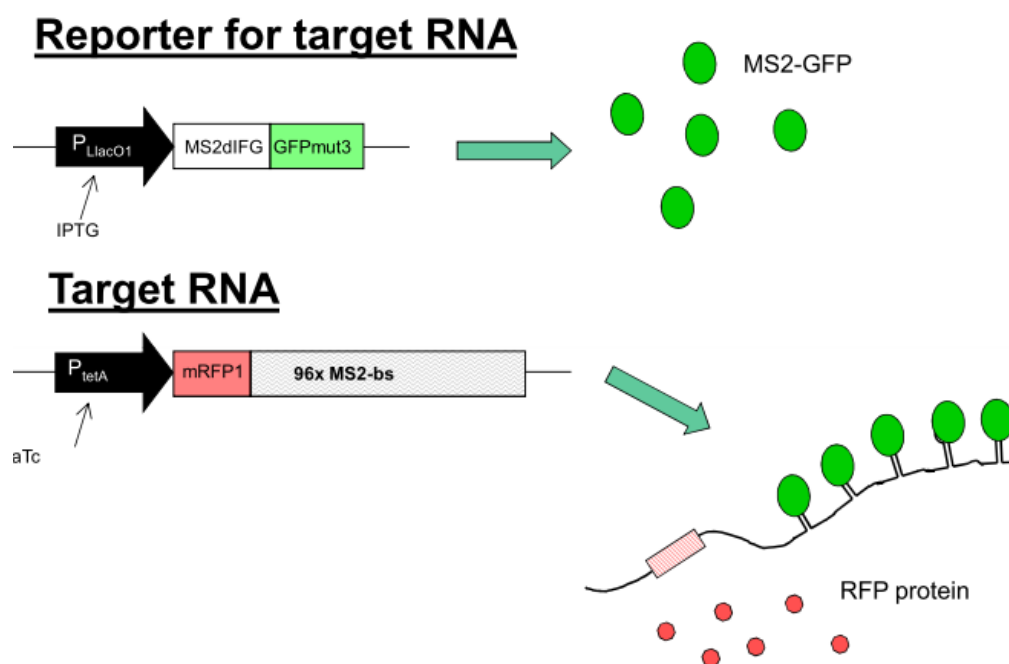 Reporter for target RNA
MS2-GFP
PLlacO1
MS2dIFG
GFPmut3
IPTG
Target RNA
PtetA
mRFP1
96x MS2-bs
aTc
RFP protein